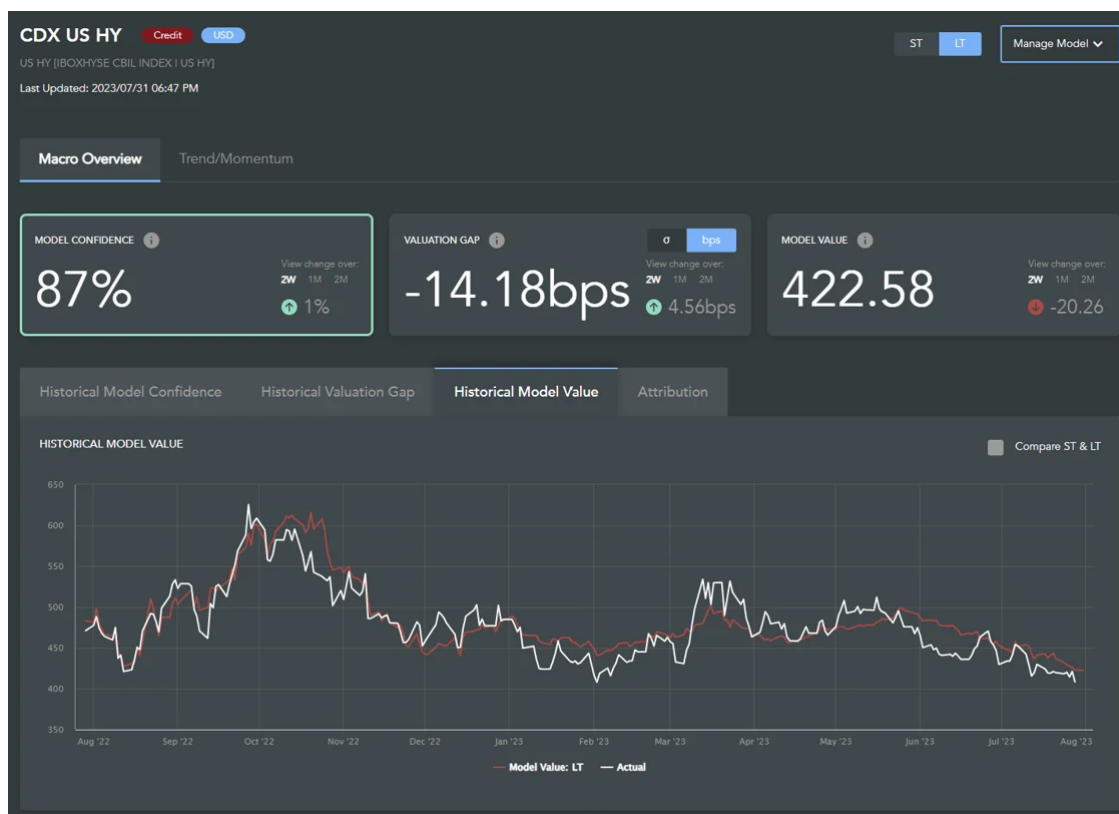 CDX US HY Credit USD
ST LT Manage Model
US HY [IBOXHYSE CBIL INDEX | US HY]
Last Updated: 2023/07/31 06:47 PM
Macro Overview Trend/Momentum
MODEL CONFIDENCE i
87%
View change over:
2W 1M 2M
1%
VALUATION GAP i
σ bps
-14.18bps
View change over:
2W 1M 2M
4.56bps
MODEL VALUE i
422.58
View change over:
2W 1M 2M
-20.26
Historical Model Confidence Historical Valuation Gap Historical Model Value Attribution
HISTORICAL MODEL VALUE
Compare ST & LT
650
600
550
500
450
400
350
Aug '22 Sep '22 Oct '22 Nov '22 Dec '22 Jan '23 Feb '23 Mar '23 Apr '23 May '23 Jun '23 Jul '23 Aug '23
Model Value: LT Actual